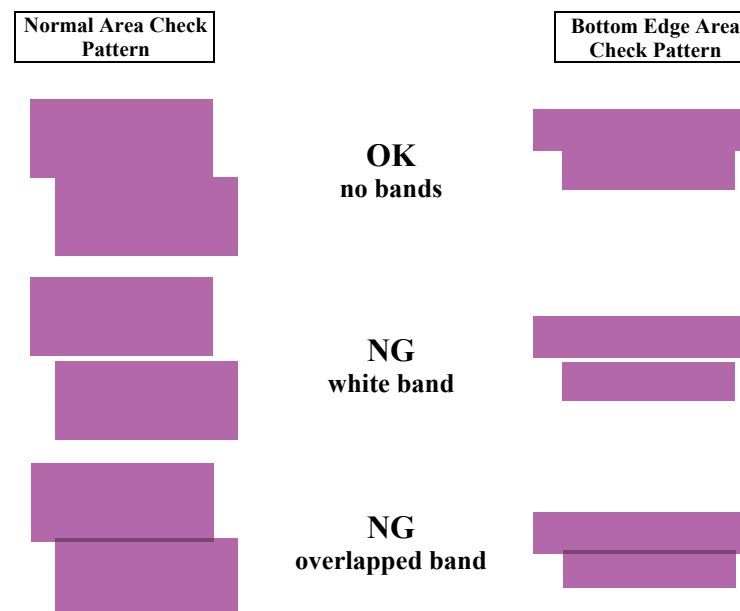 Normal Area Check
Pattern
Bottom Edge Area
Check Pattern
OK
no bands
NG
white band
NG
overlapped band